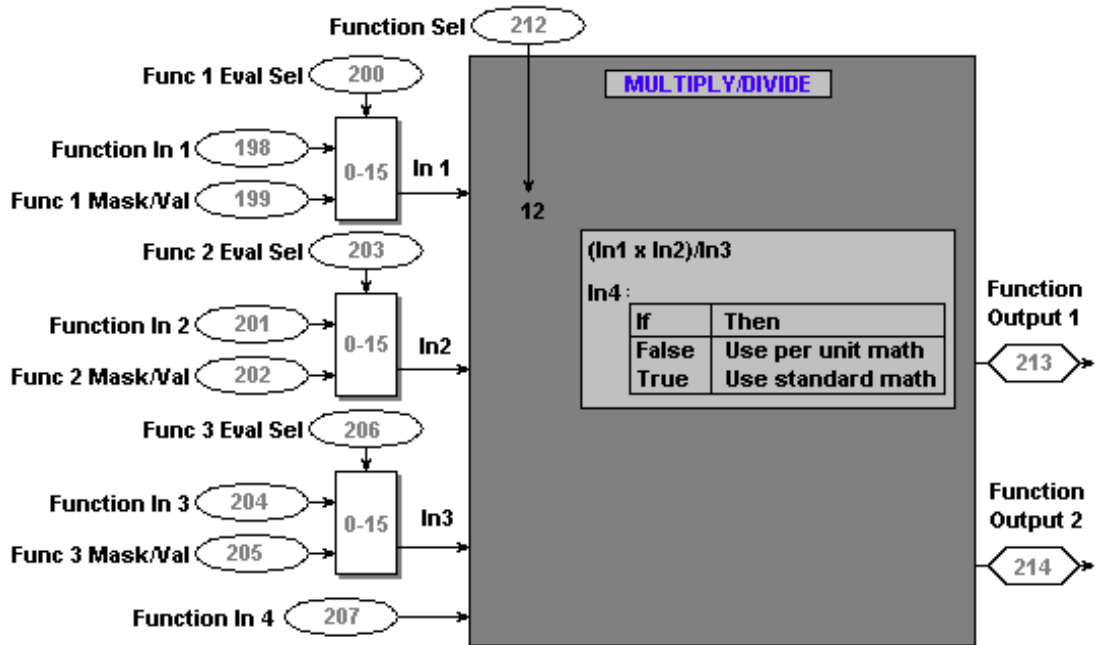 Function Sel 212
MULTIPLY/DIVIDE
Func 1 Eval Sel 200
Function In 1 198
0-15
In 1
Func 1 Mask/Val 199
12
Func 2 Eval Sel 203
(In1 x In2)/In3
In4 :
If Then
False Use per unit math
True Use standard math
Function In 2 201
0-15
In2
Func 2 Mask/Val 202
Function
Output 1
213
Func 3 Eval Sel 206
Function In 3 204
0-15
In3
Func 3 Mask/Val 205
Function
Output 2
214
Function In 4 207